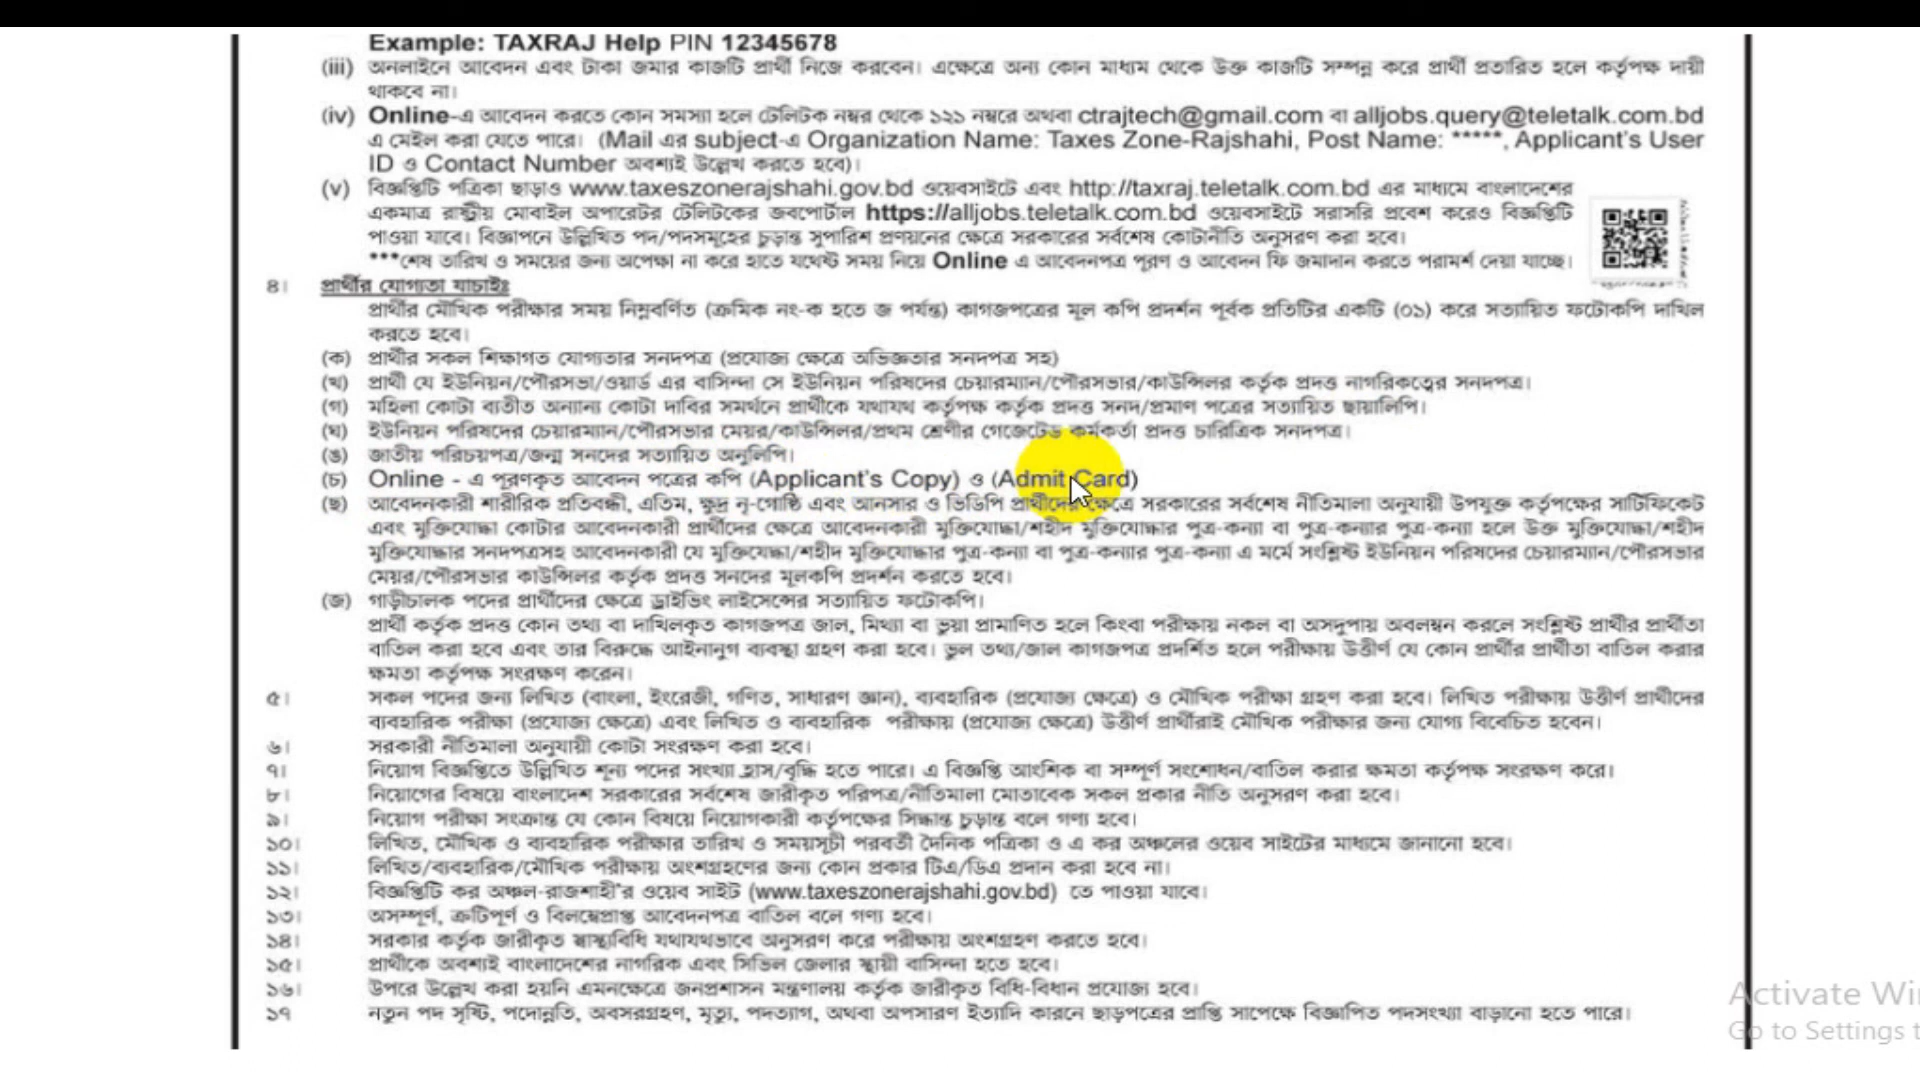 Example: TAXRAJ Help PIN 12345678
(iii) অনলাইনে আবেদন এবং টাকা জমার কাজটি প্রার্থী নিজে করবেন। এক্ষেত্রে অন্য কোন মাধ্যম থেকে উক্ত কাজটি সম্পন্ন করে প্রার্থী প্রতারিত হলে কর্তৃপক্ষ দায়ী
থাকবে না।
(iv) Online-এ আবেদন করতে কোন সমস্যা হলে টেলিটক নম্বর থেকে ১২১ নম্বরে অথবা ctrajtech@gmail.com বা alljobs.query@teletalk.com.bd
এ মেইল করা যেতে পারে। (Mail এর subject-এ Organization Name: Taxes Zone-Rajshahi, Post Name: *****, Applicant's User
ID ও Contact Number অবশ্যই উল্লেখ করতে হবে)।
(v) বিজ্ঞপ্তিটি পত্রিকা ছাড়াও www.taxeszonerajshahi.gov.bd ওয়েবসাইটে এবং http://taxraj.teletalk.com.bd এর মাধ্যমে বাংলাদেশের
একমাত্র রাষ্ট্রীয় মোবাইল অপারেটর টেলিটকের জবপোর্টাল https://alljobs.teletalk.com.bd ওয়েবসাইটে সরাসরি প্রবেশ করেও বিজ্ঞপ্তিটি
পাওয়া যাবে। বিজ্ঞাপনে উল্লিখিত পদ/পদসমূহের চুড়ান্ত সুপারিশ প্রণয়নের ক্ষেত্রে সরকারের সর্বশেষ কোটানীতি অনুসরণ করা হবে।
***শেষ তারিখ ও সময়ের জন্য অপেক্ষা না করে হাতে যথেষ্ট সময় নিয়ে Online এ আবেদনপত্র পূরণ ও আবেদন ফি জমাদান করতে পরামর্শ দেয়া যাচ্ছে।
৪। প্রার্থীর যোগ্যতা যাচাইঃ
প্রার্থীর মৌখিক পরীক্ষার সময় নিম্নবর্ণিত (ক্রমিক নং-ক হতে জ পর্যন্ত) কাগজপত্রের মূল কপি প্রদর্শন পূর্বক প্রতিটির একটি (০১) করে সত্যায়িত ফটোকপি দাখিল
করতে হবে।
(ক) প্রার্থীর সকল শিক্ষাগত যোগ্যতার সনদপত্র (প্রযোজ্য ক্ষেত্রে অভিজ্ঞতার সনদপত্র সহ)
(খ) প্রার্থী যে ইউনিয়ন/পৌরসভা/ওয়ার্ড এর বাসিন্দা সে ইউনিয়ন পরিষদের চেয়ারম্যান/পৌরসভার/কাউন্সিলর কর্তৃক প্রদত্ত নাগরিকত্বের সনদপত্র।
(গ) মহিলা কোটা ব্যতীত অন্যান্য কোটা দাবির সমর্থনে প্রার্থীকে যথাযথ কর্তৃপক্ষ কর্তৃক প্রদত্ত সনদ/প্রমাণ পত্রের সত্যায়িত ছায়ালিপি।
(ঘ) ইউনিয়ন পরিষদের চেয়ারম্যান/পৌরসভার মেয়র/কাউন্সিলর/প্রথম শ্রেণীর গেজেটেড কর্মকর্তা প্রদত্ত চারিত্রিক সনদপত্র।
(ঙ) জাতীয় পরিচয়পত্র/জন্ম সনদের সত্যায়িত অনুলিপি।
(চ) Online - এ পূরণকৃত আবেদন পত্রের কপি (Applicant's Copy) ও (Admit Card)
(ছ) আবেদনকারী শারীরিক প্রতিবন্ধী, এতিম, ক্ষুদ্র নৃ-গোষ্ঠি এবং আনসার ও ভিডিপি প্রার্থীদের ক্ষেত্রে সরকারের সর্বশেষ নীতিমালা অনুযায়ী উপযুক্ত কর্তৃপক্ষের সার্টিফিকেট
এবং মুক্তিযোদ্ধা কোটার আবেদনকারী প্রার্থীদের ক্ষেত্রে আবেদনকারী মুক্তিযোদ্ধা/শহীদ মুক্তিযোদ্ধার পুত্র-কন্যা বা পুত্র-কন্যার পুত্র-কন্যা হলে উক্ত মুক্তিযোদ্ধা/শহীদ
মুক্তিযোদ্ধার সনদপত্রসহ আবেদনকারী যে মুক্তিযেদ্ধা/শহীদ মুক্তিযোদ্ধার পুত্র-কন্যা বা পুত্র-কন্যার পুত্র-কন্যা এ মর্মে সংশ্লিষ্ট ইউনিয়ন পরিষদের চেয়ারম্যান/পৌরসভার
মেয়র/পৌরসভার কাউন্সিলর কর্তৃক প্রদত্ত সনদের মূলকপি প্রদর্শন করতে হবে।
(জ) গাড়ীচালক পদের প্রার্থীদের ক্ষেত্রে ড্রাইভিং লাইসেন্সের সত্যায়িত ফটোকপি।
প্রার্থী কর্তৃক প্রদত্ত কোন তথ্য বা দাখিলকৃত কাগজপত্র জাল, মিথ্যা বা ভুয়া প্রামাণিত হলে কিংবা পরীক্ষায় নকল বা অসদুপায় অবলম্বন করলে সংশ্লিষ্ট প্রার্থীর প্রার্থীতা
বাতিল করা হবে এবং তার বিরুদ্ধে আইনানুগ ব্যবস্থা গ্রহণ করা হবে। ভুল তথ্য/জাল কাগজপত্র প্রদর্শিত হলে পরীক্ষায় উত্তীর্ণ যে কোন প্রার্থীর প্রার্থীতা বাতিল করার
ক্ষমতা কর্তৃপক্ষ সংরক্ষণ করেন।
৫। সকল পদের জন্য লিখিত (বাংলা, ইংরেজী, গণিত, সাধারণ জ্ঞান), ব্যবহারিক (প্রযোজ্য ক্ষেত্রে) ও মৌখিক পরীক্ষা গ্রহণ করা হবে। লিখিত পরীক্ষায় উত্তীর্ণ প্রার্থীদের
ব্যবহারিক পরীক্ষা (প্রযোজ্য ক্ষেত্রে) এবং লিখিত ও ব্যবহারিক পরীক্ষায় (প্রযোজ্য ক্ষেত্রে) উত্তীর্ণ প্রার্থীরাই মৌখিক পরীক্ষার জন্য যোগ্য বিবেচিত হবেন।
৬। সরকারী নীতিমালা অনুযায়ী কোটা সংরক্ষণ করা হবে।
৭। নিয়োগ বিজ্ঞপ্তিতে উল্লিখিত শূন্য পদের সংখ্যা হ্রাস/বৃদ্ধি হতে পারে। এ বিজ্ঞপ্তি আংশিক বা সম্পূর্ণ সংশোধন/বাতিল করার ক্ষমতা কর্তৃপক্ষ সংরক্ষণ করে।
৮। নিয়োগের বিষয়ে বাংলাদেশ সরকারের সর্বশেষ জারীকৃত পরিপত্র/নীতিমালা মোতাবেক সকল প্রকার নীতি অনুসরণ করা হবে।
৯। নিয়োগ পরীক্ষা সংক্রান্ত যে কোন বিষয়ে নিয়োগকারী কর্তৃপক্ষের সিদ্ধান্ত চুড়ান্ত বলে গণ্য হবে।
১০। লিখিত, মৌখিক ও ব্যবহারিক পরীক্ষার তারিখ ও সময়সূচী পরবর্তী দৈনিক পত্রিকা ও এ কর অঞ্চলের ওয়েব সাইটের মাধ্যমে জানানো হবে।
১১। লিখিত/ব্যবহারিক/মৌখিক পরীক্ষায় অংশগ্রহণের জন্য কোন প্রকার টিএ/ডিএ প্রদান করা হবে না।
১২। বিজ্ঞপ্তিটি কর অঞ্চল-রাজশাহী'র ওয়েব সাইট (www.taxeszonerajshahi.gov.bd) তে পাওয়া যাবে।
১৩। অসম্পূর্ণ, ত্রুটিপূর্ণ ও বিলম্বেপ্রাপ্ত আবেদনপত্র বাতিল বলে গণ্য হবে।
১৪। সরকার কর্তৃক জারীকৃত স্বাস্থ্যবিধি যথাযথভাবে অনুসরণ করে পরীক্ষায় অংশগ্রহণ করতে হবে।
১৫। প্রার্থীকে অবশ্যই বাংলাদেশের নাগরিক এবং সিভিল জেলার স্থায়ী বাসিন্দা হতে হবে।
১৬। উপরে উল্লেখ করা হয়নি এমনক্ষেত্রে জনপ্রশাসন মন্ত্রণালয় কর্তৃক জারীকৃত বিধি-বিধান প্রযোজ্য হবে।
১৭ নতুন পদ সৃষ্টি, পদোন্নতি, অবসরগ্রহণ, মৃত্যু, পদত্যাগ, অথবা অপসারণ ইত্যাদি কারনে ছাড়পত্রের প্রাপ্তি সাপেক্ষে বিজ্ঞাপিত পদসংখ্যা বাড়ানো হতে পারে।
Activate Wi
Go to Settings t